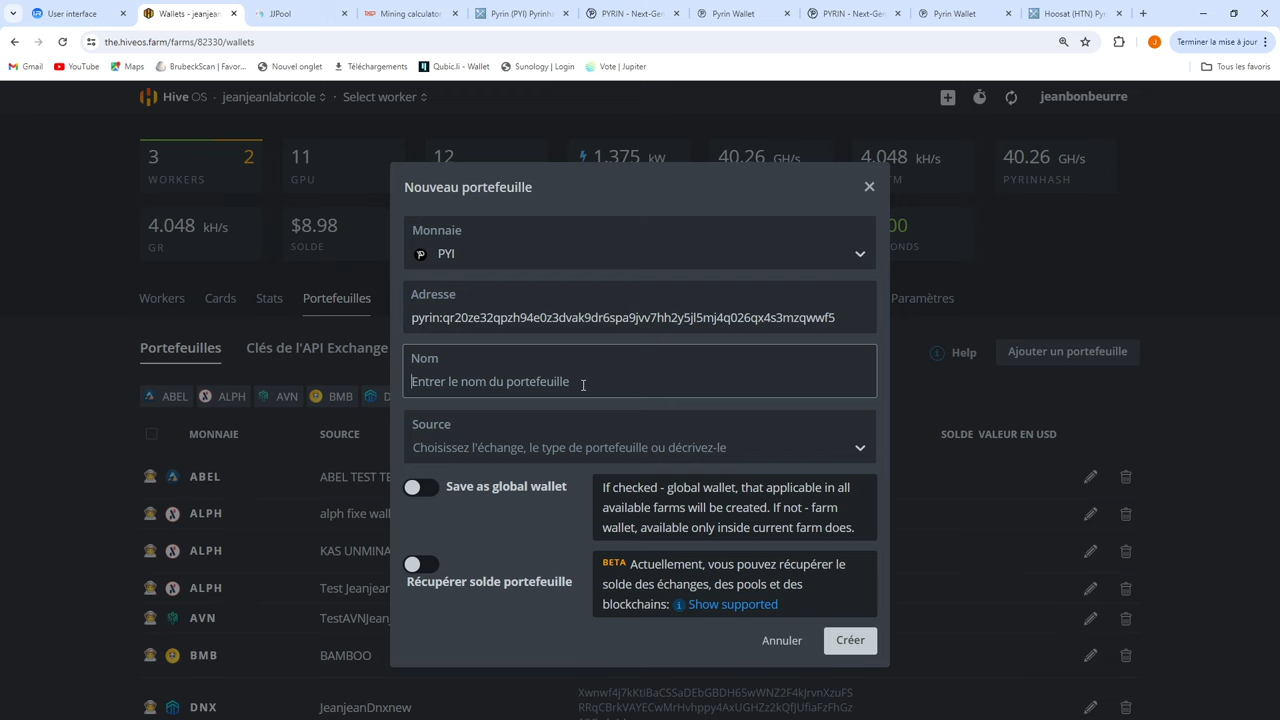 User interface
Wallets - jeanjean
JJPool
Mining calculator
Pyrin (PYI) Pyrinh
PYRIN - Next-Gen
Pyrin Wallet
PYRIN - Next-Gen
Pyrin Wallet
Hoosat (HTN) Pyr
the.hiveos.farm/farms/82330/wallets
J
Terminer la mise à jour
Gmail
YouTube
Maps
BrubeckScan | Favor...
Nouvel onglet
Téléchargements
Qubic.li - Wallet
Sunology | Login
Vote | Jupiter
Tous les favoris
Hive OS
jeanjeanlabricole
Select worker
jeanbonbeurre
3
2
11
12
1.375 kW
40.26 GH/s
4.048 kH/s
40.26 GH/s
WORKERS
GPU
PYRINHASH
4.048 kH/s
$8.98
GR
SOLDE
Workers
Cards
Stats
Portefeuilles
Paramètres
Portefeuilles
Clés de l'API Exchange
Help
Ajouter un portefeuille
ABEL
ALPH
AVN
BMB
MONNAIE
SOURCE
SOLDE
VALEUR EN USD
ABEL
ABEL TEST TE
ALPH
alph fixe wall
ALPH
KAS UNMINA
ALPH
Test Jeanjean
AVN
TestAVNJean
BMB
BAMBOO
DNX
JeanjeanDnxnew
Nouveau portefeuille
Monnaie
PYI
Adresse
pyrin:qr20ze32qpzh94e0z3dvak9dr6spa9jvv7hh2y5jl5mj4q026qx4s3mzqwwf5
Nom
Entrer le nom du portefeuille
Source
Choisissez l'échange, le type de portefeuille ou décrivez-le
Save as global wallet
If checked - global wallet, that applicable in all
available farms will be created. If not - farm
wallet, available only inside current farm does.
Récupérer solde portefeuille
BETA Actuellement, vous pouvez récupérer le
solde des échanges, des pools et des
blockchains: Show supported
Annuler
Créer